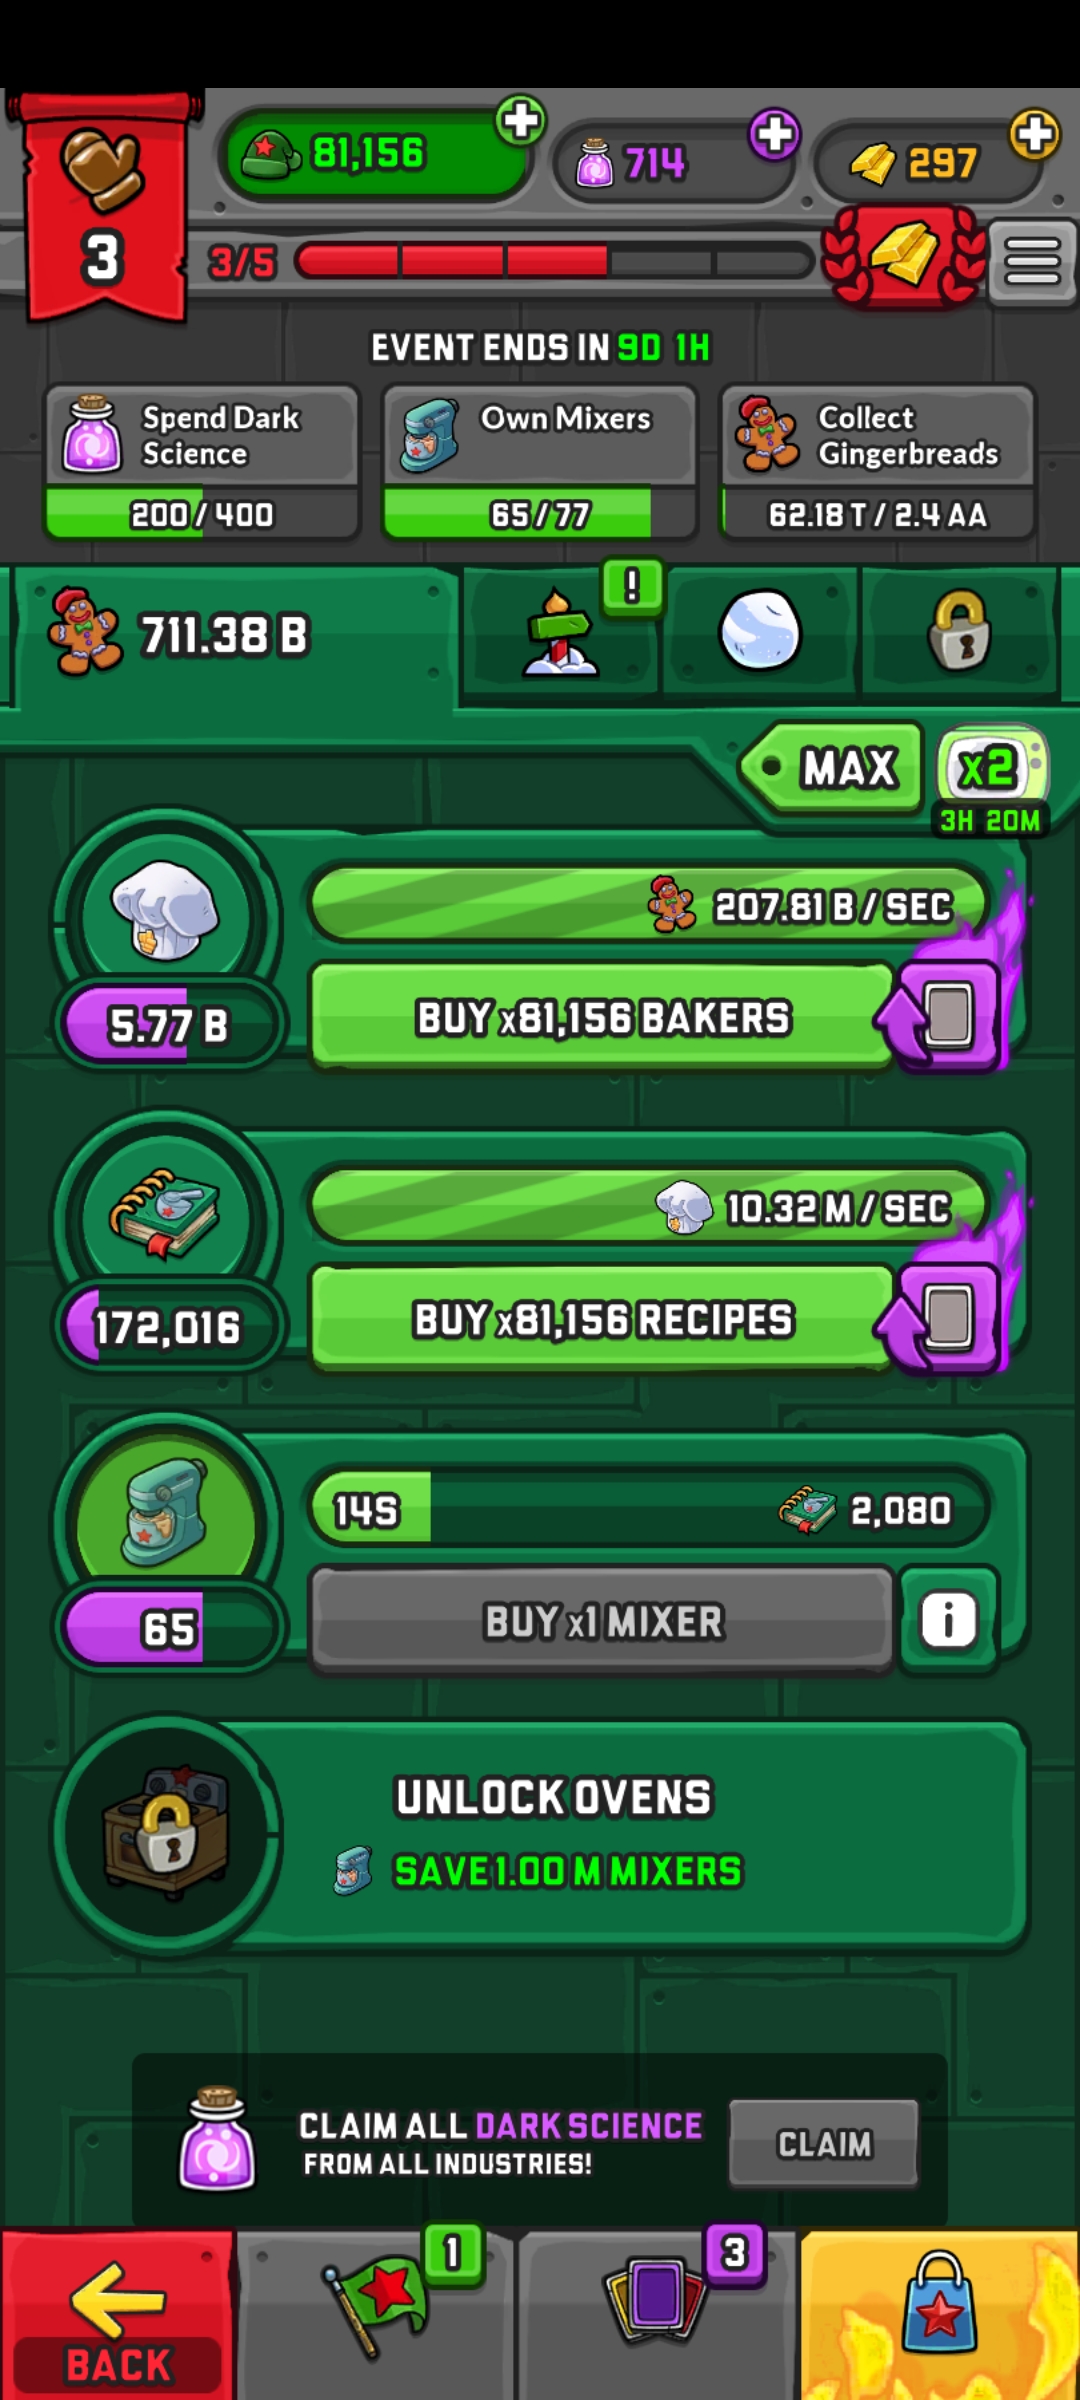 81,156
714
297
3
3/5
EVENT ENDS IN 9D 1H
Spend Dark
Science
200 / 400
Own Mixers
65 / 77
Collect
Gingerbreads
62.18 T / 2.4 AA
711.38 B
!
MAX
x2
3H 20M
207.81 B / SEC
5.77 B
BUY x81,156 BAKERS
10.32 M / SEC
172,016
BUY x81,156 RECIPES
14S
2,080
65
BUY x1 MIXER
i
UNLOCK OVENS
SAVE 1.00 M MIXERS
CLAIM ALL DARK SCIENCE
FROM ALL INDUSTRIES!
CLAIM
1
3
BACK